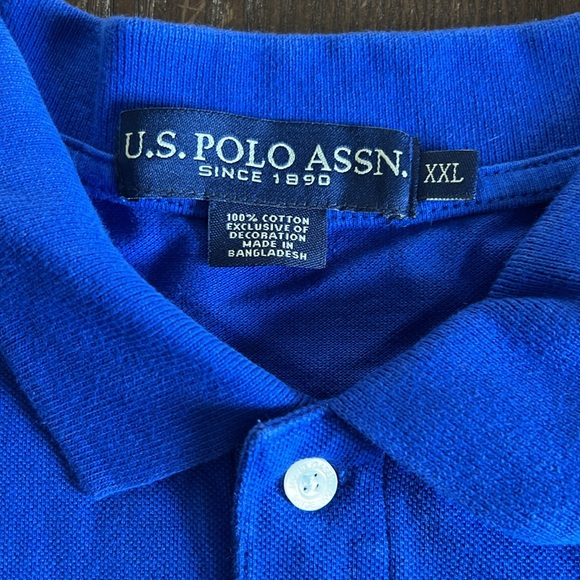 U.S. POLO ASSN.
SINCE 1890
XXL
100% COTTON
EXCLUSIVE OF
DECORATION
MADE IN
BANGLADESH